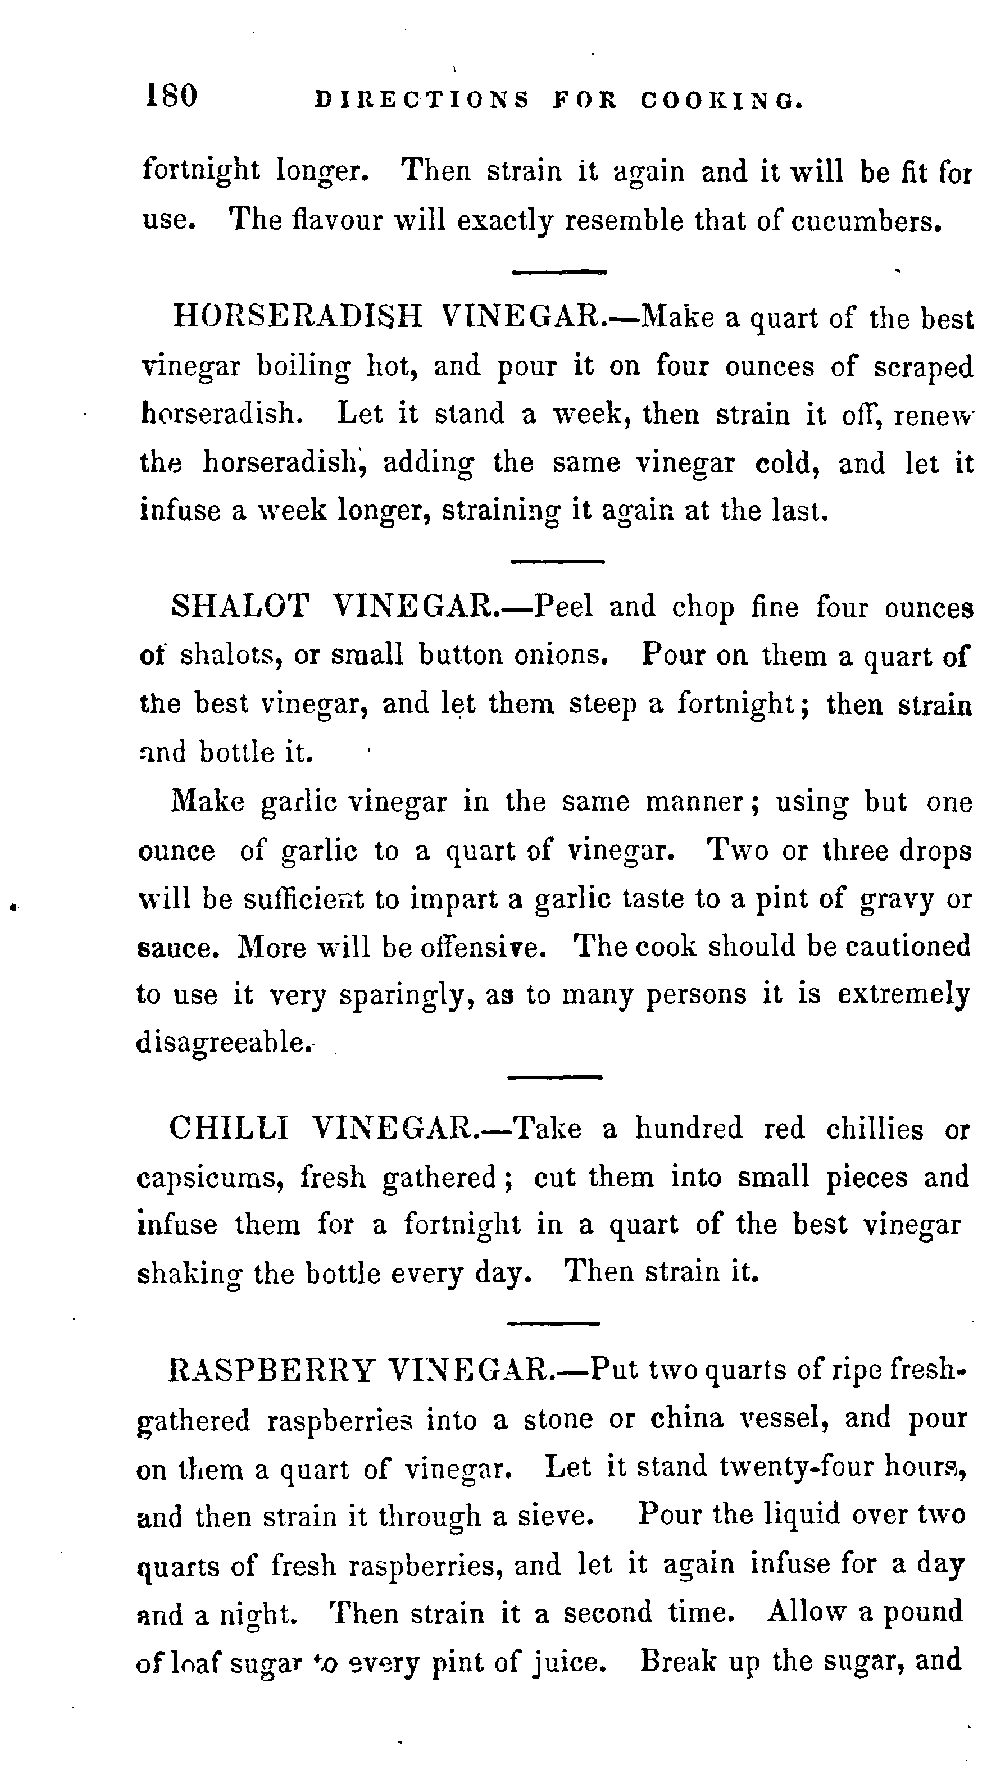 180 DIRECTIONS FOR COOKING.
fortnight longer. Then strain it again and it will be fit for
use. The flavour will exactly resemble that of cucumbers.
HORSERADISH VINEGAR.—Make a quart of the best
vinegar boiling hot, and pour it on four ounces of scraped
horseradish. Let it stand a week, then strain it off, renew
the horseradish, adding the same vinegar cold, and let it
infuse a week longer, straining it again at the last.
SHALOT VINEGAR.—Peel and chop fine four ounces
of shalots, or small button onions. Pour on them a quart of
the best vinegar, and let them steep a fortnight; then strain
and bottle it.
Make garlic vinegar in the same manner; using but one
ounce of garlic to a quart of vinegar. Two or three drops
will be sufficient to impart a garlic taste to a pint of gravy or
sauce. More will be offensive. The cook should be cautioned
to use it very sparingly, as to many persons it is extremely
disagreeable.
CHILLI VINEGAR.—Take a hundred red chillies or
capsicums, fresh gathered; cut them into small pieces and
infuse them for a fortnight in a quart of the best vinegar
shaking the bottle every day. Then strain it.
RASPBERRY VINEGAR.—Put two quarts of ripe fresh-
gathered raspberries into a stone or china vessel, and pour
on them a quart of vinegar. Let it stand twenty-four hours,
and then strain it through a sieve. Pour the liquid over two
quarts of fresh raspberries, and let it again infuse for a day
and a night. Then strain it a second time. Allow a pound
of loaf sugar to every pint of juice. Break up the sugar, and